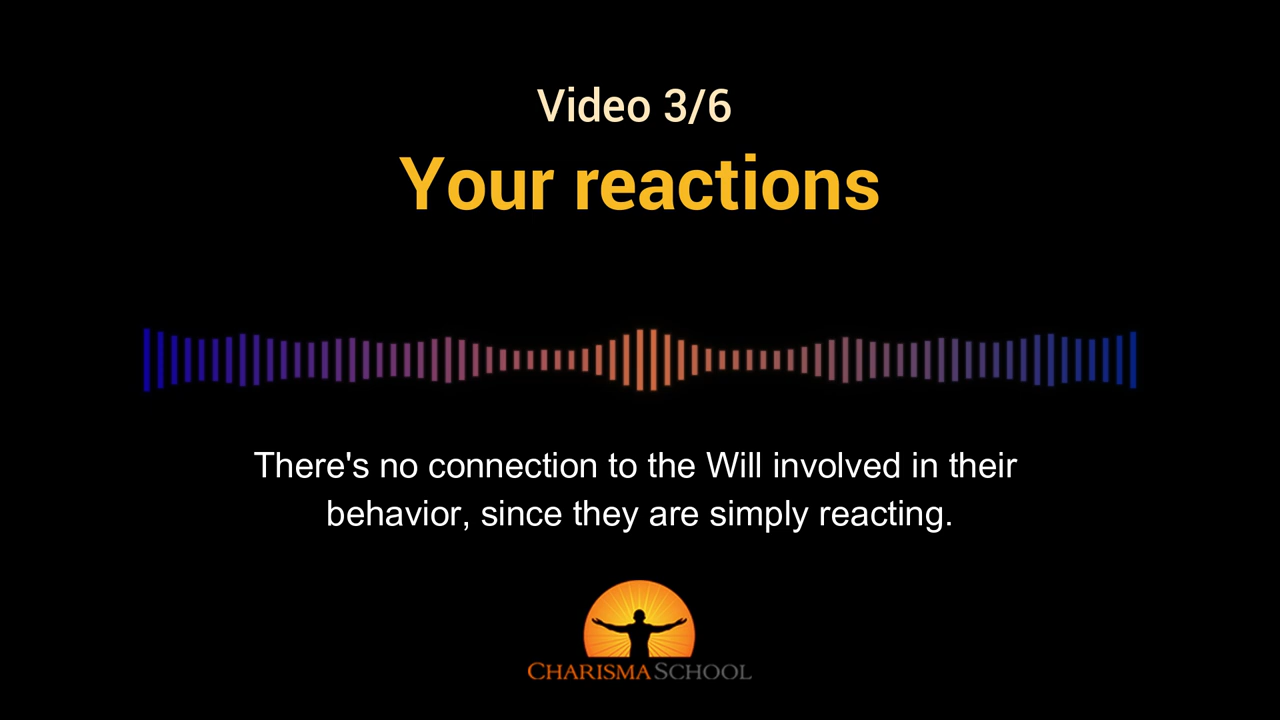 Video 3/6
Your reactions
There's no connection to the Will involved in their
behavior, since they are simply reacting.
CHARISMA SCHOOL